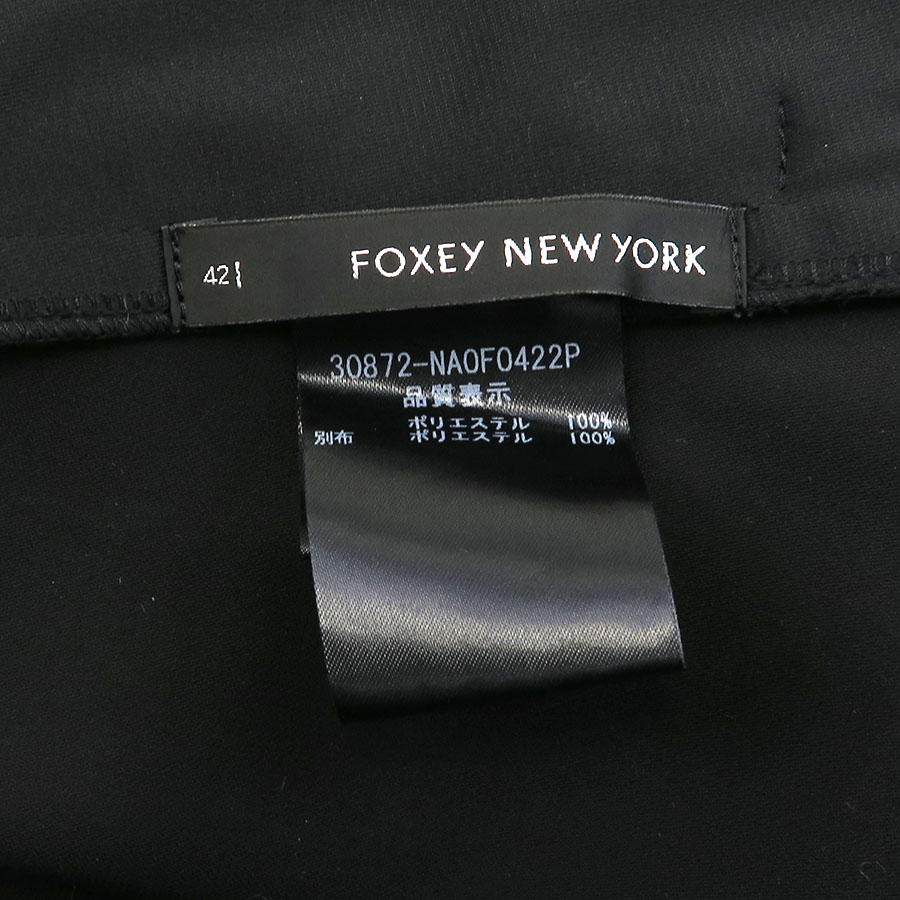 42 FOXEY NEW YORK
30872-NA0F0422P
品質表示
ポリエステル 100%
別布 ポリエステル 100%